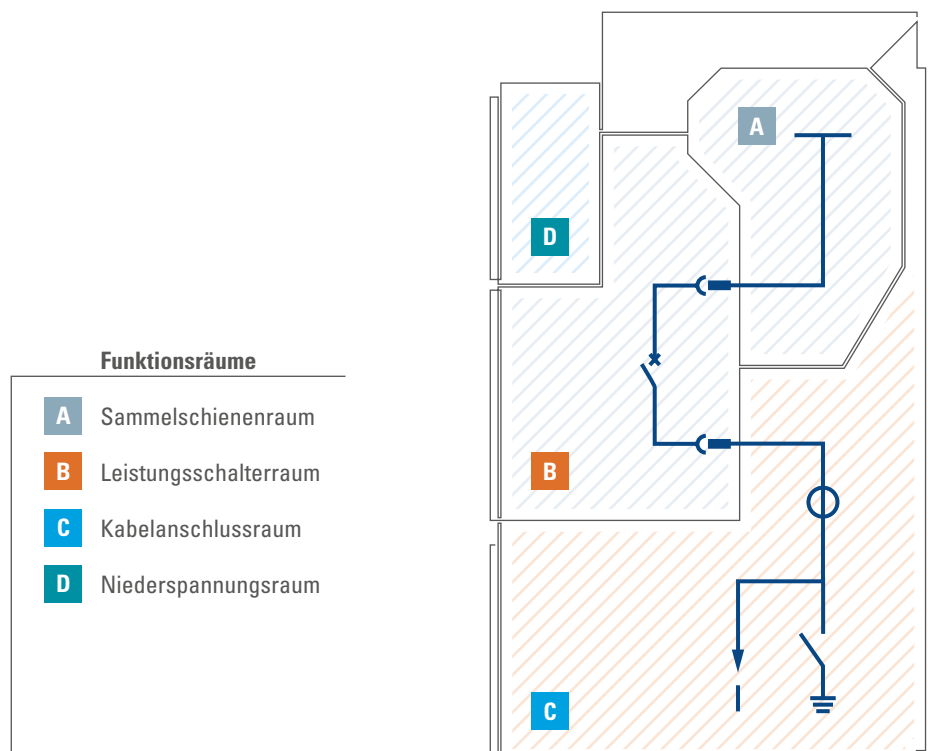 Funktionsräume
A Sammelschienenraum
B Leistungsschalterraum
C Kabelanschlussraum
D Niederspannungsraum
A
D
B
C